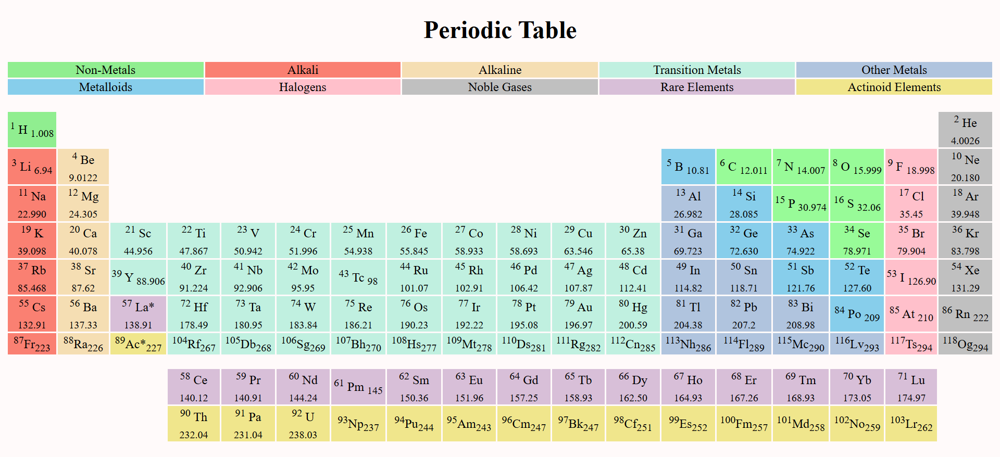 Periodic Table
Non-Metals Alkali Alkaline Transition Metals Other Metals
Metalloids Halogens Noble Gases Rare Elements Actinoid Elements
1 H 1.008 2 He 4.0026
3 Li 6.94 4 Be 9.0122 5 B 10.81 6 C 12.011 7 N 14.007 8 O 15.999 9 F 18.998 10 Ne 20.180
11 Na 22.990 12 Mg 24.305 13 Al 26.982 14 Si 28.085 15 P 30.974 16 S 32.06 17 Cl 35.45 18 Ar 39.948
19 K 39.098 20 Ca 40.078 21 Sc 44.956 22 Ti 47.867 23 V 50.942 24 Cr 51.996 25 Mn 54.938 26 Fe 55.845 27 Co 58.933 28 Ni 58.693 29 Cu 63.546 30 Zn 65.38 31 Ga 69.723 32 Ge 72.630 33 As 74.922 34 Se 78.971 35 Br 79.904 36 Kr 83.798
37 Rb 85.468 38 Sr 87.62 39 Y 88.906 40 Zr 91.224 41 Nb 92.906 42 Mo 95.95 43 Tc 98 44 Ru 101.07 45 Rh 102.91 46 Pd 106.42 47 Ag 107.87 48 Cd 112.41 49 In 114.82 50 Sn 118.71 51 Sb 121.76 52 Te 127.60 53 I 126.90 54 Xe 131.29
55 Cs 132.91 56 Ba 137.33 57 La* 138.91 72 Hf 178.49 73 Ta 180.95 74 W 183.84 75 Re 186.21 76 Os 190.23 77 Ir 192.22 78 Pt 195.08 79 Au 196.97 80 Hg 200.59 81 Tl 204.38 82 Pb 207.2 83 Bi 208.98 84 Po 209 85 At 210 86 Rn 222
87Fr223 88Ra226 89Ac*227 104Rf267 105Db268 106Sg269 107Bh270 108Hs277 109Mt278 110Ds281 111Rg282 112Cn285 113Nh286 114Fl289 115Mc290 116Lv293 117Ts294 118Og294
58 Ce 140.12 59 Pr 140.91 60 Nd 144.24 61 Pm 145 62 Sm 150.36 63 Eu 151.96 64 Gd 157.25 65 Tb 158.93 66 Dy 162.50 67 Ho 164.93 68 Er 167.26 69 Tm 168.93 70 Yb 173.05 71 Lu 174.97
90 Th 232.04 91 Pa 231.04 92 U 238.03 93Np237 94Pu244 95Am243 96Cm247 97Bk247 98Cf251 99Es252 100Fm257 101Md258 102No259 103Lr262